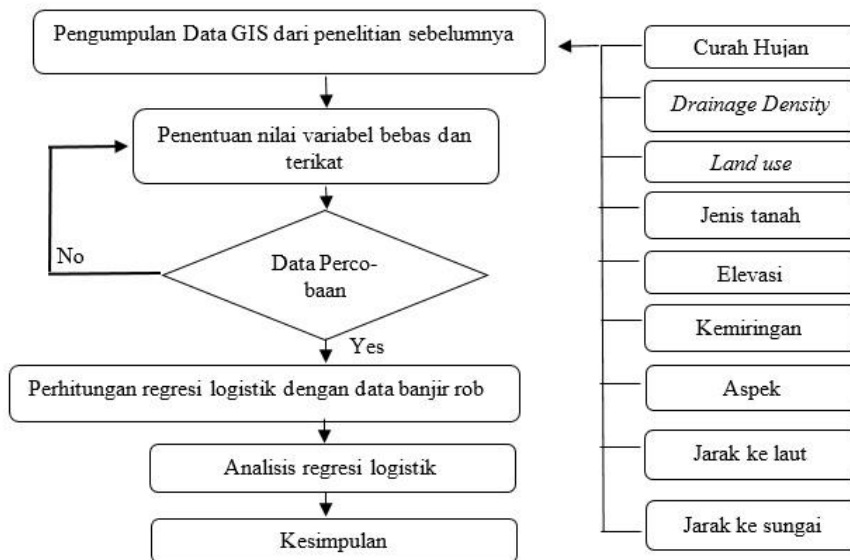 Pengumpulan Data GIS dari penelitian sebelumnya
Penentuan nilai variabel bebas dan
terikat
No
Data Perco-
baan
Yes
Perhitungan regresi logistik dengan data banjir rob
Analisis regresi logistik
Kesimpulan
Curah Hujan
Drainage Density
Land use
Jenis tanah
Elevasi
Kemiringan
Aspek
Jarak ke laut
Jarak ke sungai